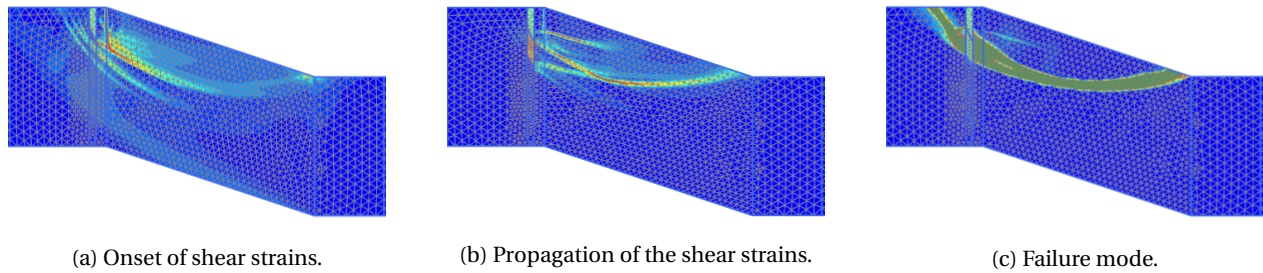 (a) Onset of shear strains.
(b) Propagation of the shear strains.
(c) Failure mode.